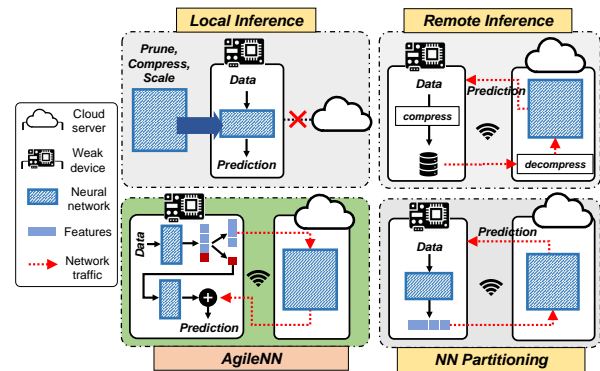 Local Inference
Prune,
Compress,
Scale
Data
Prediction
Remote Inference
Data
Prediction
compress
decompress
Cloud
server
Weak
device
Neural
network
Features
Network
traffic
Data
Prediction
AgileNN
Data
Prediction
NN Partitioning